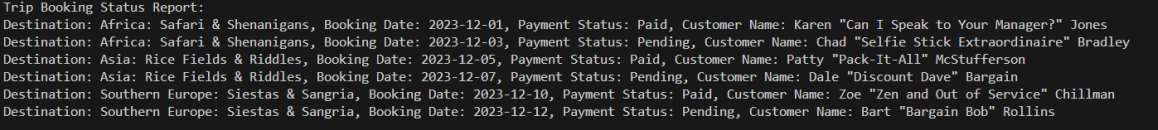 Trip Booking Status Report:
Destination: Africa: Safari & Shenanigans, Booking Date: 2023-12-01, Payment Status: Paid, Customer Name: Karen "Can I Speak to Your Manager?" Jones
Destination: Africa: Safari & Shenanigans, Booking Date: 2023-12-03, Payment Status: Pending, Customer Name: Chad "Selfie Stick Extraordinaire" Bradley
Destination: Asia: Rice Fields & Riddles, Booking Date: 2023-12-05, Payment Status: Paid, Customer Name: Patty "Pack-It-All" McStufferson
Destination: Asia: Rice Fields & Riddles, Booking Date: 2023-12-07, Payment Status: Pending, Customer Name: Dale "Discount Dave" Bargain
Destination: Southern Europe: Siestas & Sangria, Booking Date: 2023-12-10, Payment Status: Paid, Customer Name: Zoe "Zen and Out of Service" Chillman
Destination: Southern Europe: Siestas & Sangria, Booking Date: 2023-12-12, Payment Status: Pending, Customer Name: Bart "Bargain Bob" Rollins